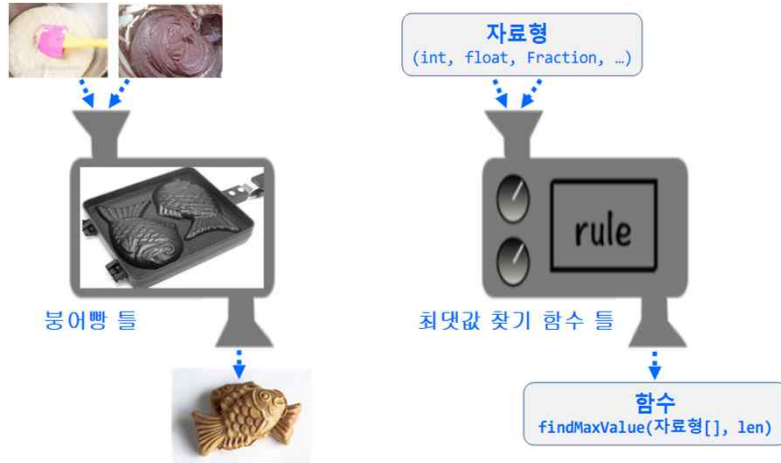 자료형
(int, float, Fraction, …)
rule
붕어빵 틀
최댓값 찾기 함수 틀
함수
findMaxValue(자료형[], len)